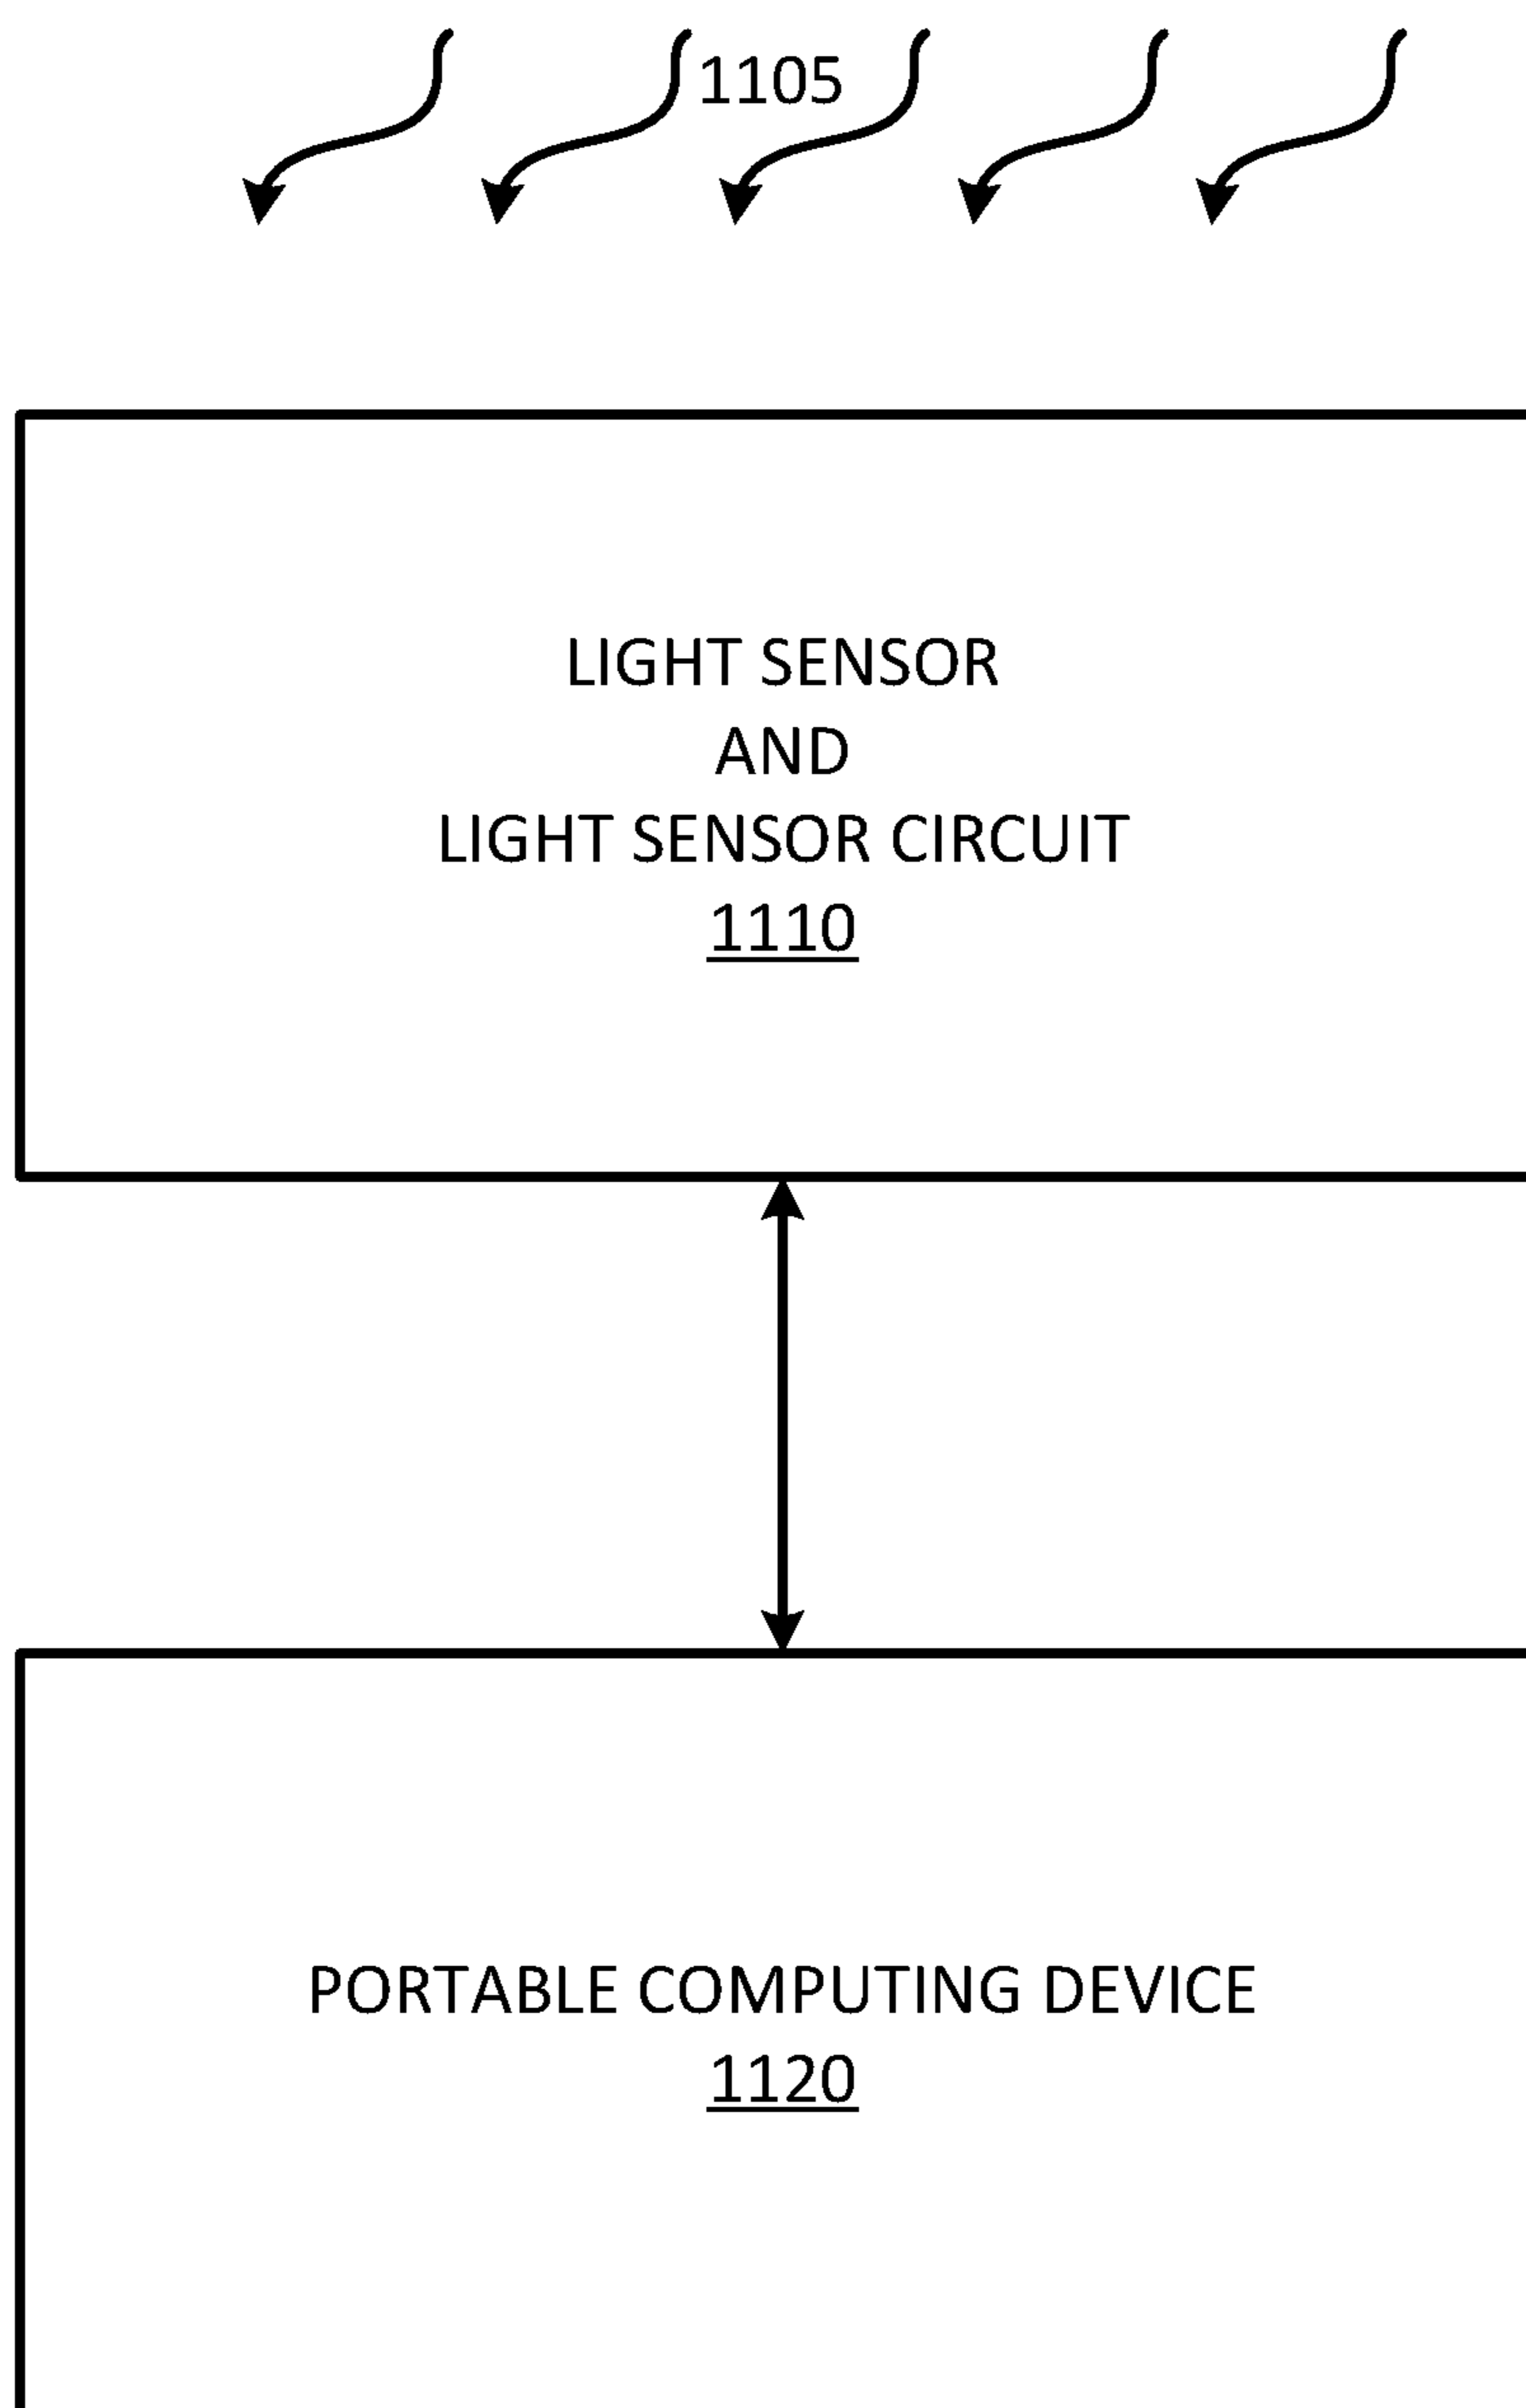 1105
LIGHT SENSOR
AND
LIGHT SENSOR CIRCUIT
1110
PORTABLE COMPUTING DEVICE
1120